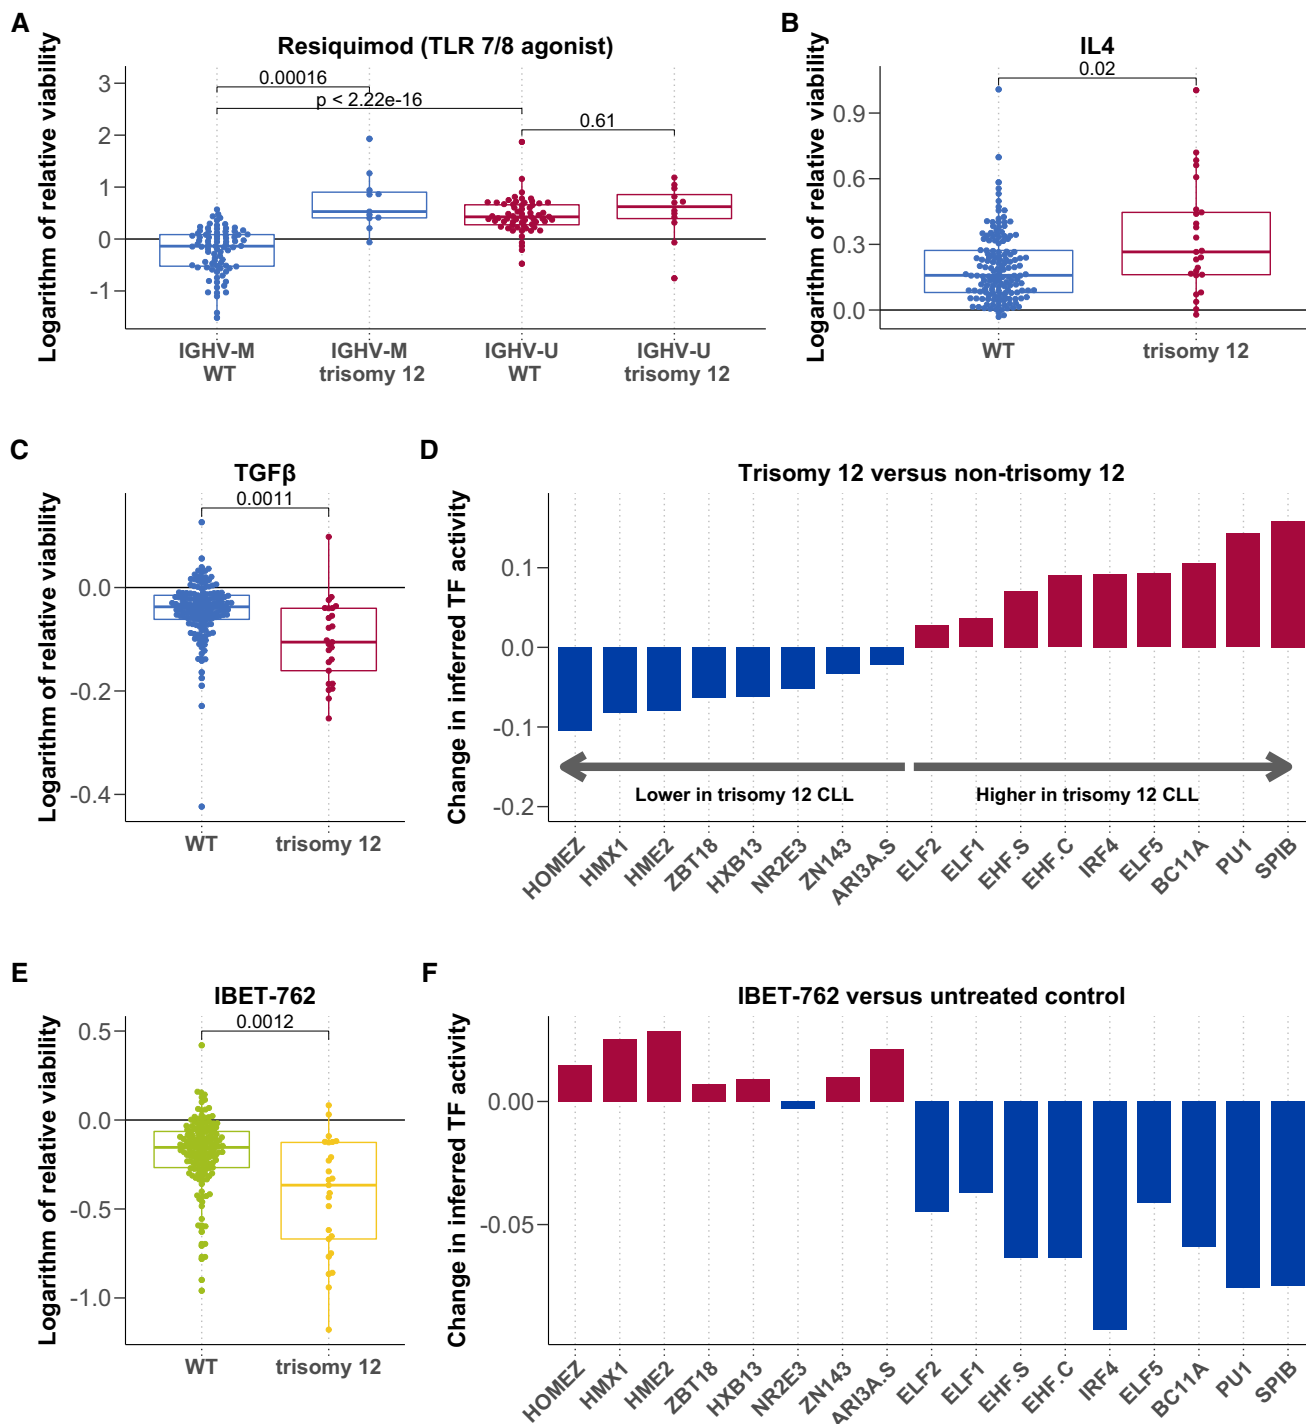 A
Resiquimod (TLR 7/8 agonist)
Logarithm of relative viability
3
2
1
0
-1
0.00016
p < 2.22e-16
0.61
IGHV-M
WT
IGHV-M
trisomy 12
IGHV-U
WT
IGHV-U
trisomy 12
B
IL4
Logarithm of relative viability
0.9
0.6
0.3
0.0
0.02
WT
trisomy 12
C
TGFβ
Logarithm of relative viability
0.0
-0.2
-0.4
0.0011
WT
trisomy 12
D
Trisomy 12 versus non-trisomy 12
Change in inferred TF activity
0.1
0.0
-0.1
-0.2
Lower in trisomy 12 CLL
Higher in trisomy 12 CLL
HOMEZ
HMX1
HME2
ZBT18
HXB13
NR2E3
ZN143
ARI3A.S
ELF2
ELF1
EHF.S
EHF.C
IRF4
ELF5
BC11A
PU1
SPIB
E
IBET-762
Logarithm of relative viability
0.5
0.0
-0.5
-1.0
0.0012
WT
trisomy 12
F
IBET-762 versus untreated control
Change in inferred TF activity
0.00
-0.05
HOMEZ
HMX1
HME2
ZBT18
HXB13
NR2E3
ZN143
ARI3A.S
ELF2
ELF1
EHF.S
EHF.C
IRF4
ELF5
BC11A
PU1
SPIB